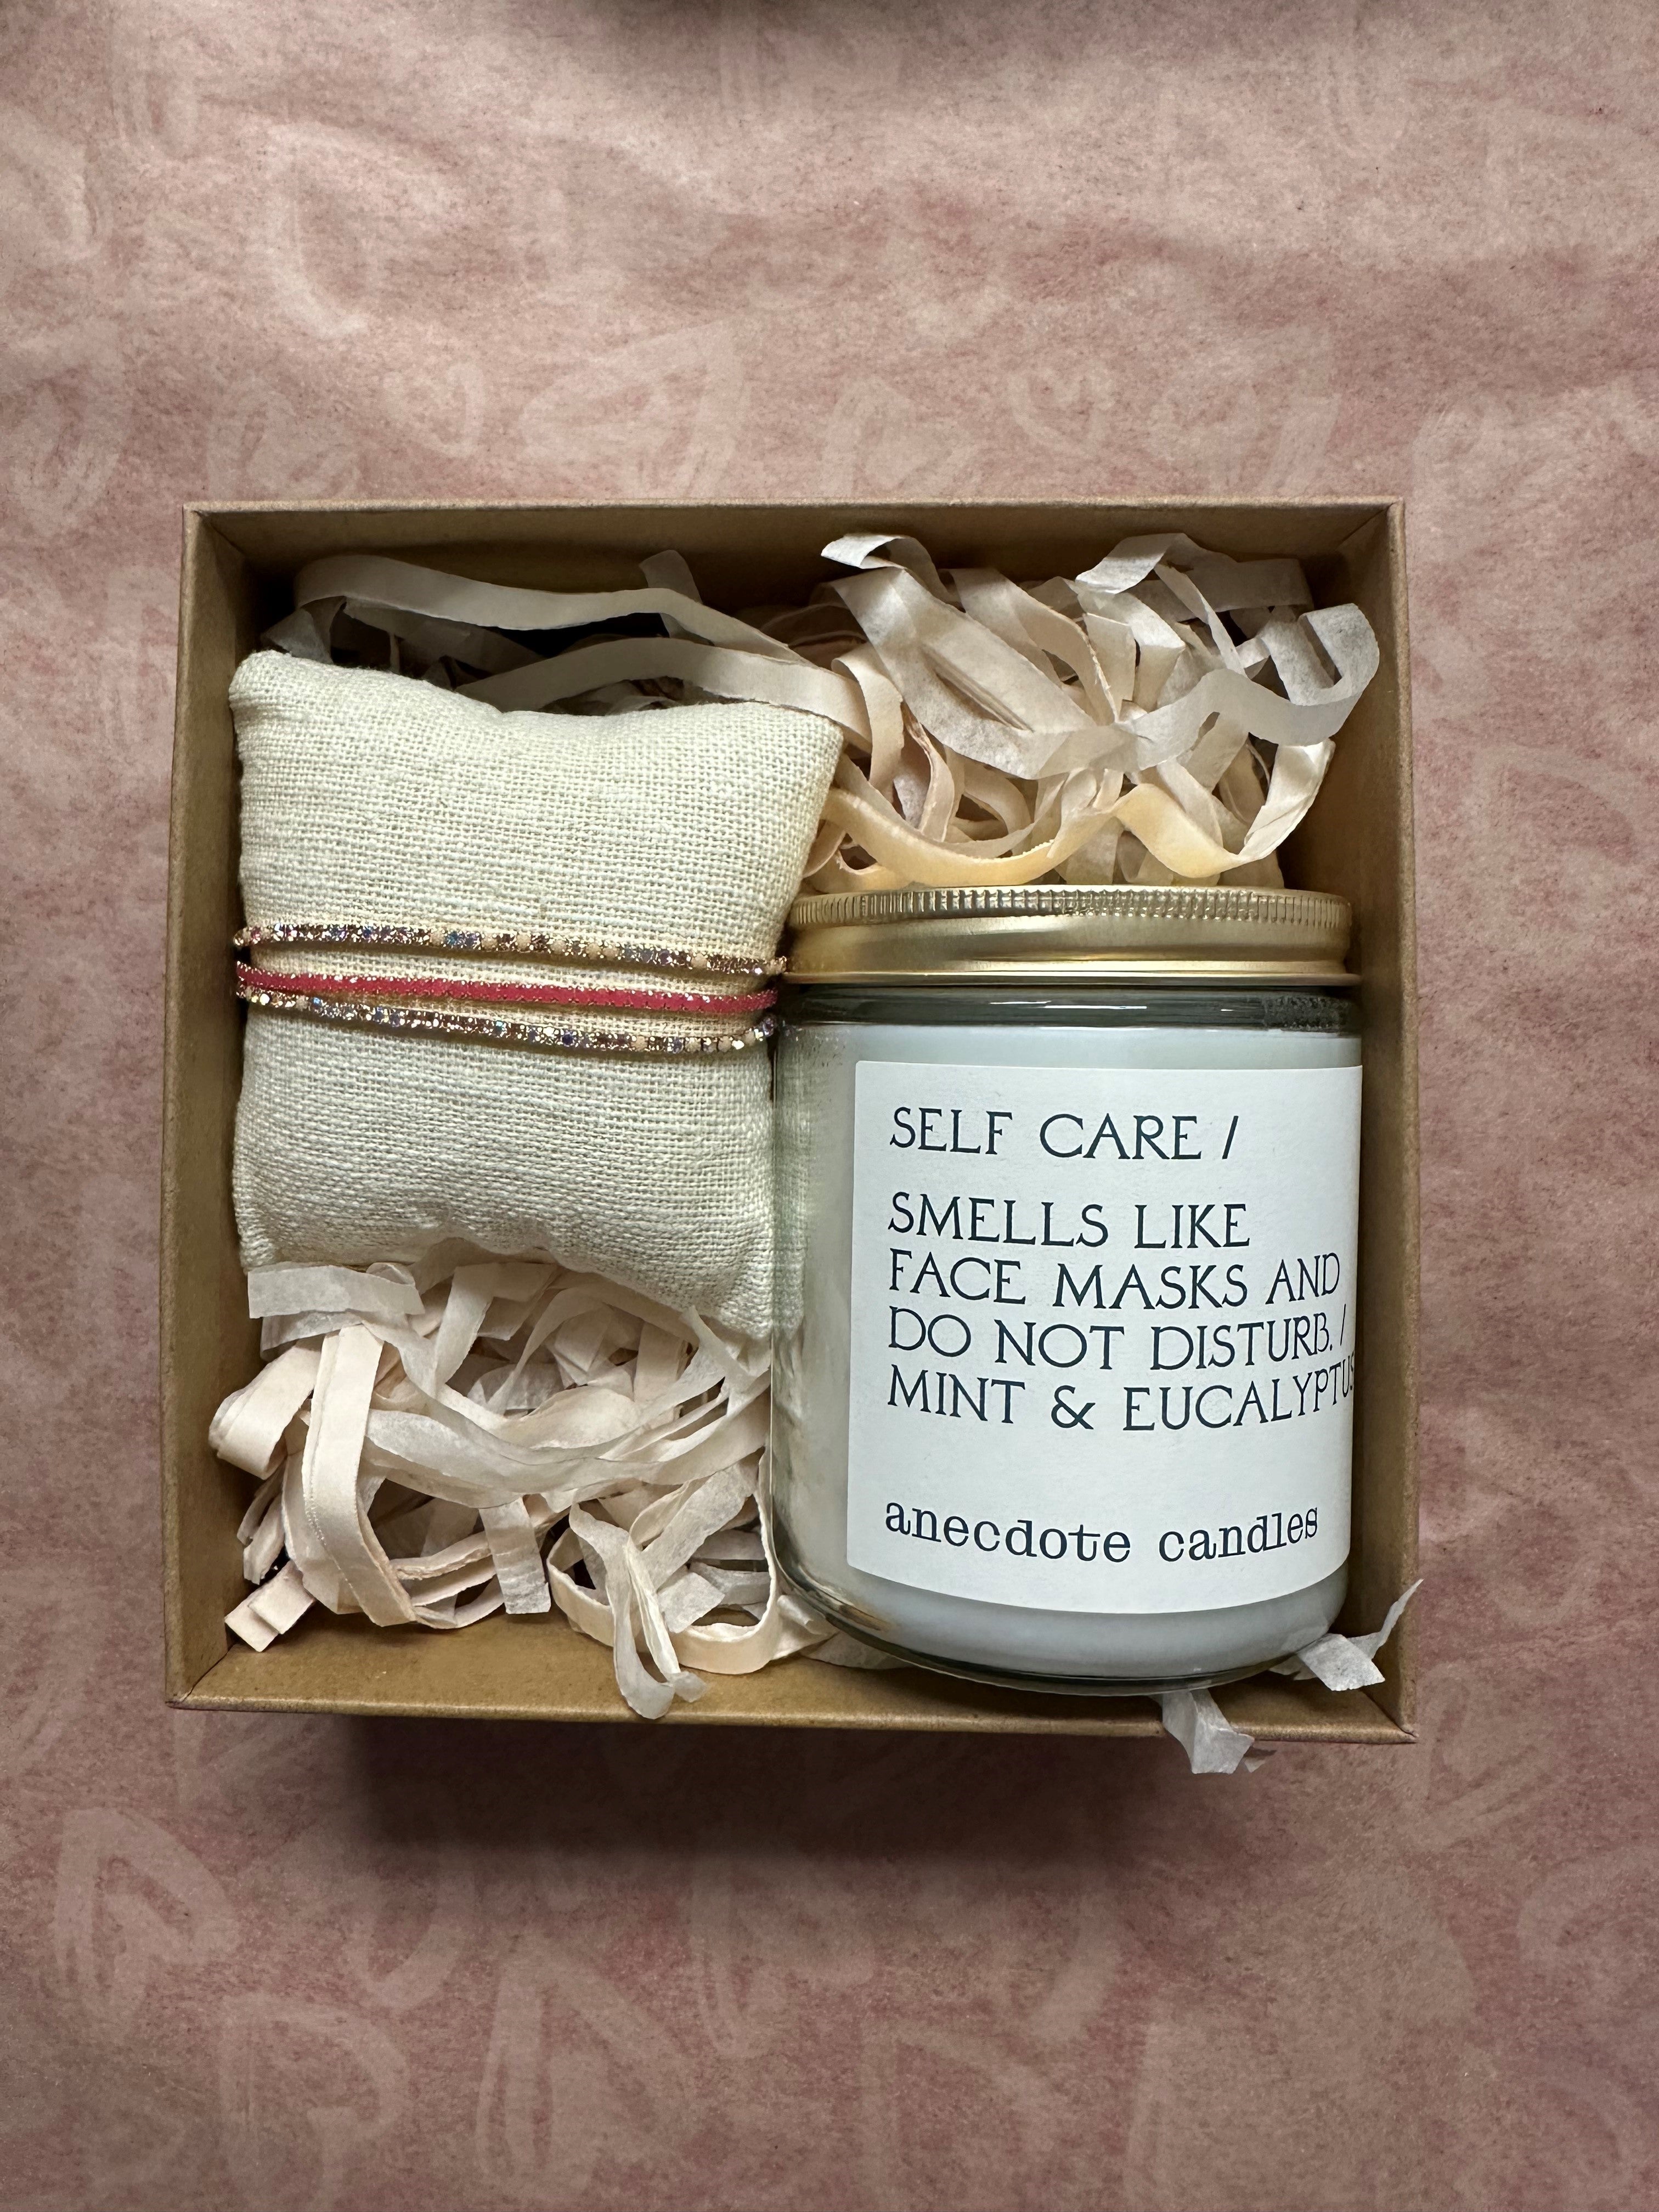 SELF CARE /
SMELLS LIKE
FACE MASKS AND
DO NOT DISTURB. /
MINT & EUCALYPTUS
anecdote candles